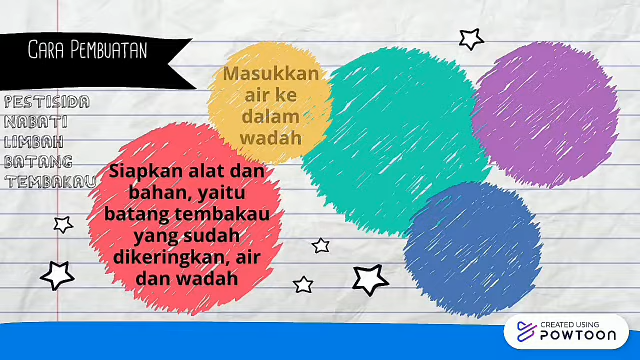 CARA PEMBUATAN
PESTISIDA
NABATI
LIMBAH
BATANG
TEMBAKAU
Masukkan
air ke
dalam
wadah
Siapkan alat dan
bahan, yaitu
batang tembakau
yang sudah
dikeringkan, air
dan wadah
CREATED USING
POWTOON